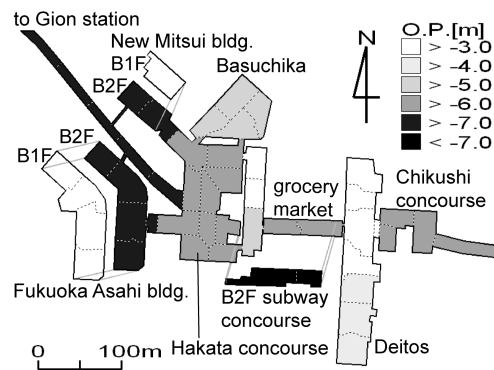 to Gion station
New Mitsui bldg.
B1F
B2F
Basuchika
N
O.P.[m]
> -3.0
> -4.0
> -5.0
> -6.0
> -7.0
< -7.0
B2F
B1F
grocery
market
Chikushi
concourse
Fukuoka Asahi bldg.
B2F subway
concourse
Hakata concourse
Deitos
0 100m